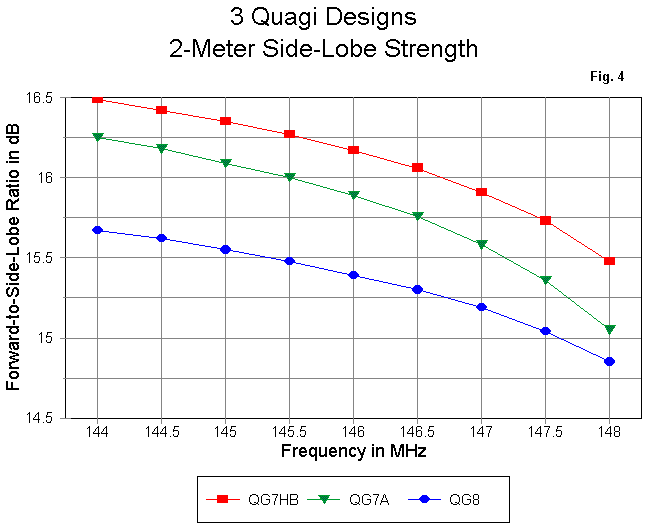 3 Quagi Designs
2-Meter Side-Lobe Strength
Fig. 4
Forward-to-Side-Lobe Ratio in dB
16.5
16
15.5
15
14.5
144 144.5 145 145.5 146 146.5 147 147.5 148
Frequency in MHz
QG7HB QG7A QG8